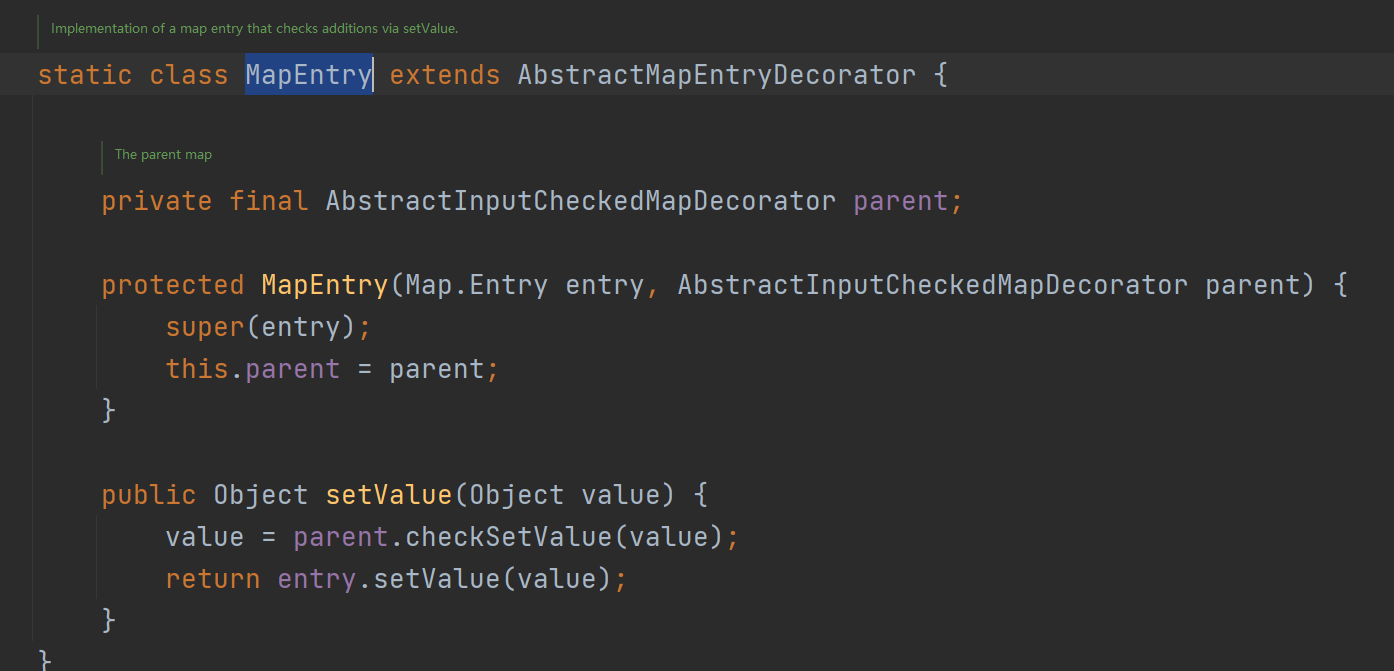 Implementation of a map entry that checks additions via setValue.
static class MapEntry extends AbstractMapEntryDecorator {
The parent map
private final AbstractInputCheckedMapDecorator parent;
protected MapEntry(Map.Entry entry, AbstractInputCheckedMapDecorator parent) {
super(entry);
this.parent = parent;
}
public Object setValue(Object value) {
value = parent.checkSetValue(value);
return entry.setValue(value);
}
}